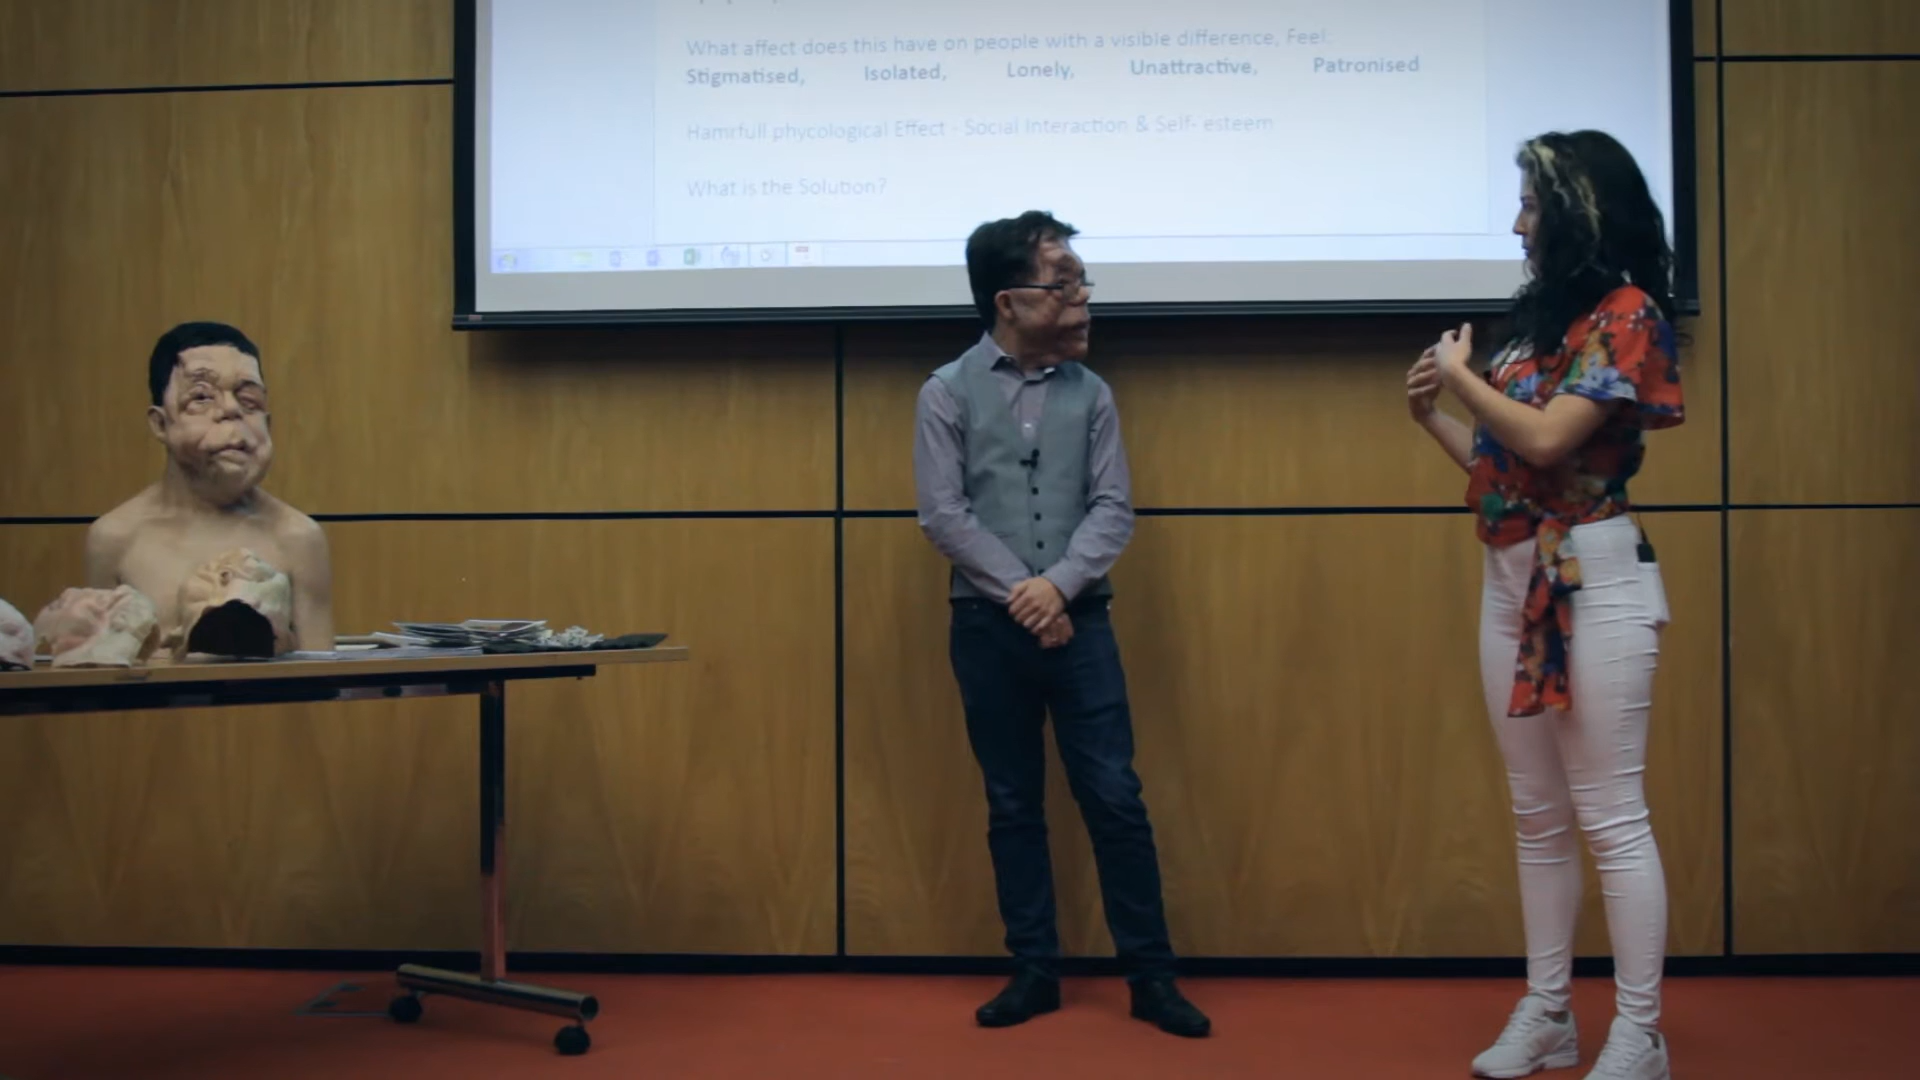 What affect does this have on people with a visible difference, Feel:
Stigmatised, Isolated, Lonely, Unattractive, Patronised
Hamrfull phycological Effect - Social Interaction & Self- esteem
What is the Solution?